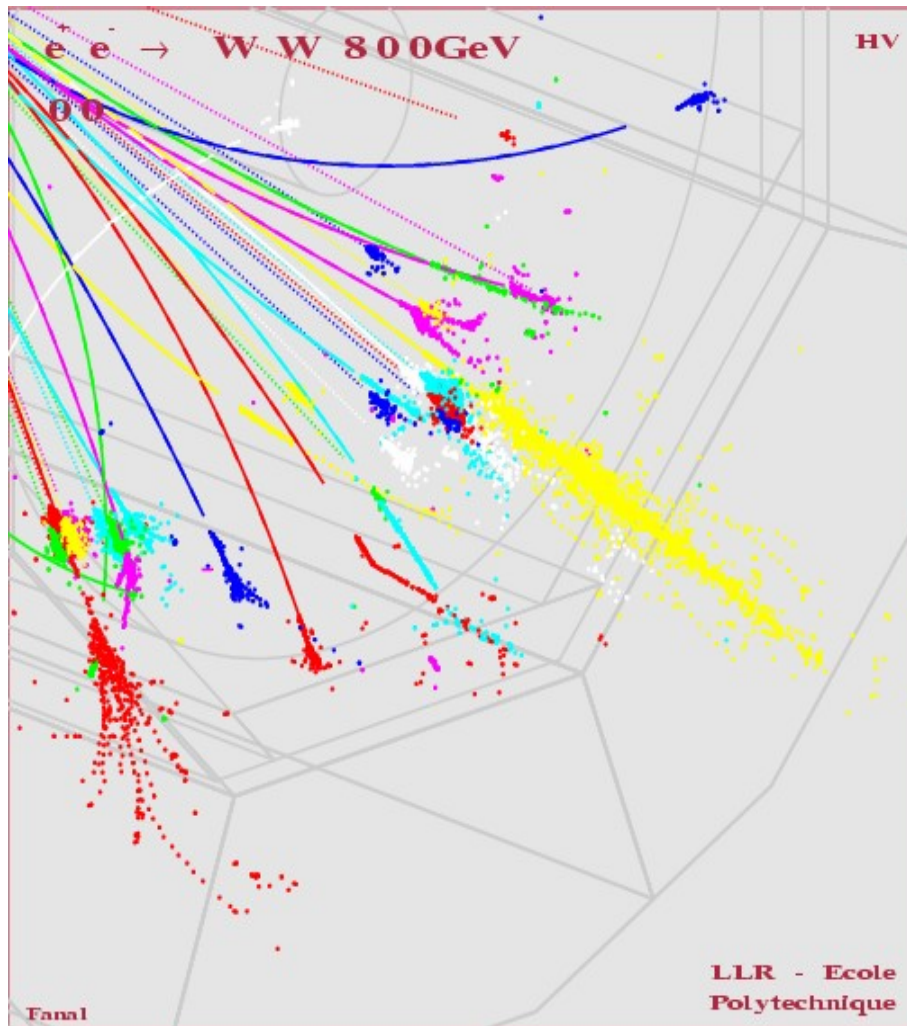 e⁺ e⁻ → W W 800GeV
HV
00
LLR - Ecole
Polytechnique
Fanal